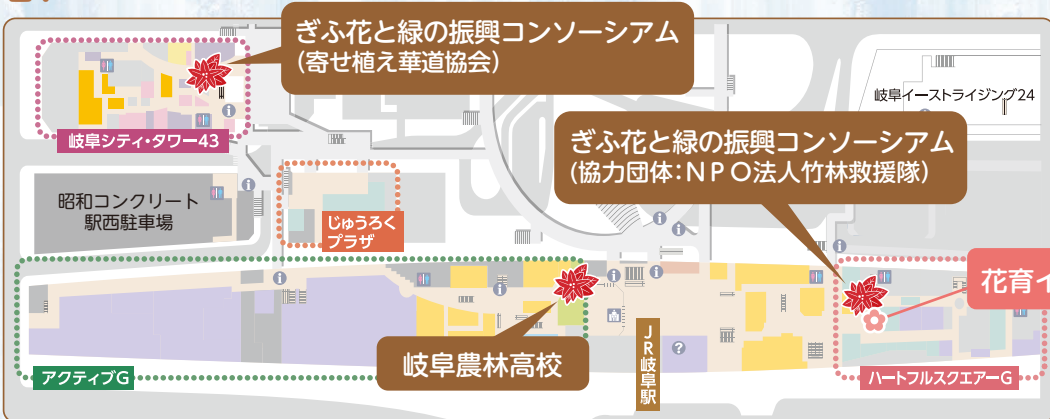 ぎふ花と緑の振興コンソーシアム
(寄せ植え華道協会)
岐阜イーストライジング24
岐阜シティ・タワー43
ぎふ花と緑の振興コンソーシアム
(協力団体:NPO法人竹林救援隊)
昭和コンクリート
駅西駐車場
じゅうろく
プラザ
花育イ
岐阜農林高校
JR岐阜駅
アクティブG
ハートフルスクエアーG